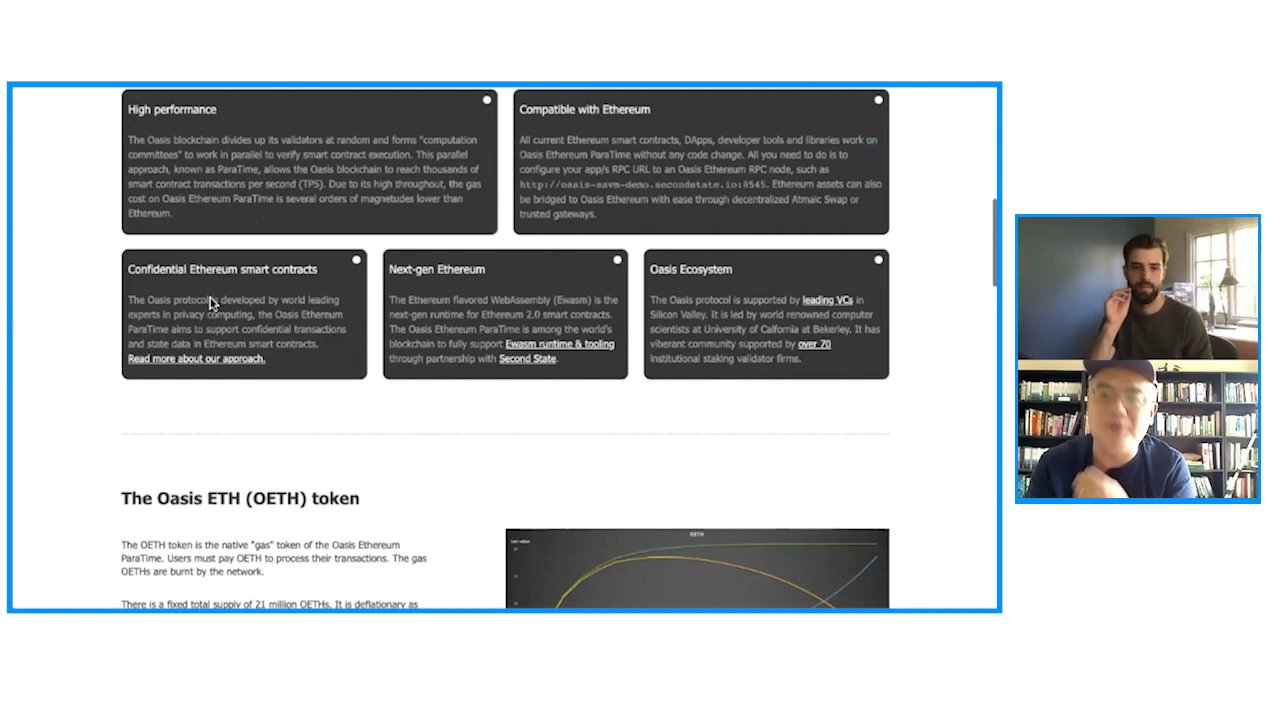 High performance
The Oasis blockchain divides up its validators at random and forms "computation
committees" to work in parallel to verify smart contract execution. This parallel
approach, known as ParaTime, allows the Oasis blockchain to reach thousands of
smart contract transactions per second (TPS). Due to its high throughput, the gas
cost on Oasis Ethereum ParaTime is several orders of magnetudes lower than
Ethereum.
Compatible with Ethereum
All current Ethereum smart contracts, DApps, developer tools and libraries work on
Oasis Ethereum ParaTime without any code change. All you need to do is to
configure your app/s RPC URL to an Oasis Ethereum RPC node, such as
http://oasis-ssvm-demo.secondstate.io:8545. Ethereum assets can also
be bridged to Oasis Ethereum with ease through decentralized Atmaic Swap or
trusted gateways.
Confidential Ethereum smart contracts
The Oasis protocol is developed by world leading
experts in privacy computing, the Oasis Ethereum
ParaTime aims to support confidential transactions
and state data in Ethereum smart contracts.
Read more about our approach.
Next-gen Ethereum
The Ethereum flavored WebAssembly (Ewasm) is the
next-gen runtime for Ethereum 2.0 smart contracts.
The Oasis Ethereum ParaTime is among the world's
blockchain to fully support Ewasm runtime & tooling
through partnership with Second State.
Oasis Ecosystem
The Oasis protocol is supported by leading VCs in
Silicon Valley. It is led by world renowned computer
scientists at University of Calfornia at Bekerley. It has
viberant community supported by over 70
institutional staking validator firms.
The Oasis ETH (OETH) token
The OETH token is the native "gas" token of the Oasis Ethereum
ParaTime. Users must pay OETH to process their transactions. The gas
OETHs are burnt by the network.
There is a fixed total supply of 21 million OETHs. It is deflationary as
OETH